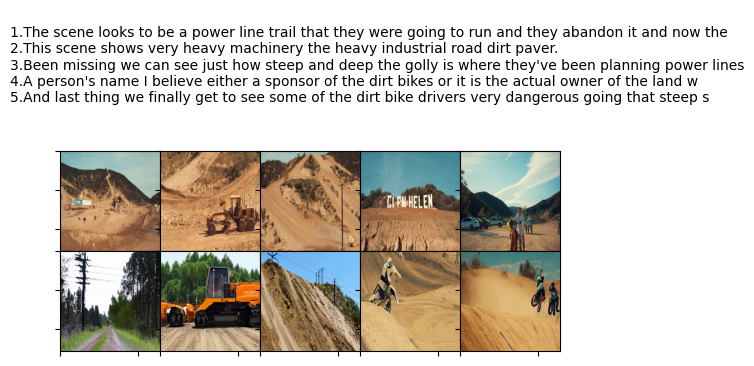 1.The scene looks to be a power line trail that they were going to run and they abandon it and now the
2.This scene shows very heavy machinery the heavy industrial road dirt paver.
3.Been missing we can see just how steep and deep the golly is where they've been planning power lines
4.A person's name I believe either a sponsor of the dirt bikes or it is the actual owner of the land w
5.And last thing we finally get to see some of the dirt bike drivers very dangerous going that steep s
HELEN